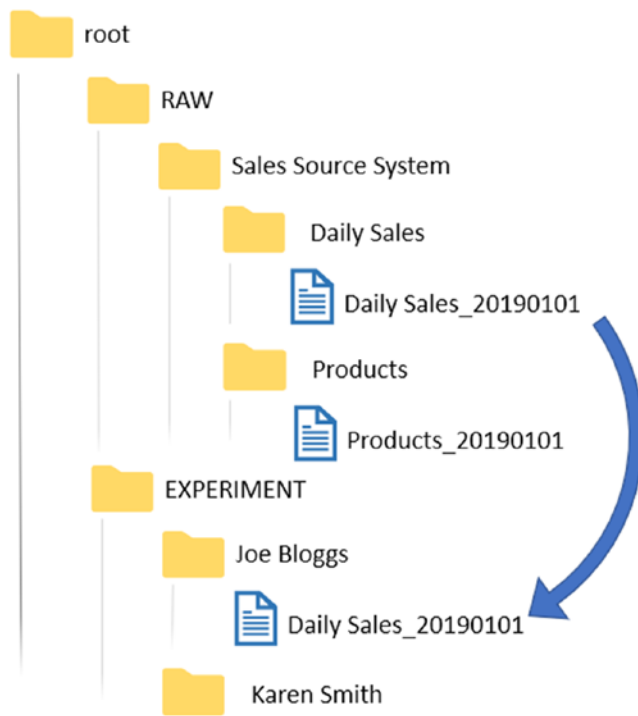 root
RAW
Sales Source System
Daily Sales
Daily Sales_20190101
Products
Products_20190101
EXPERIMENT
Joe Bloggs
Daily Sales_20190101
Karen Smith